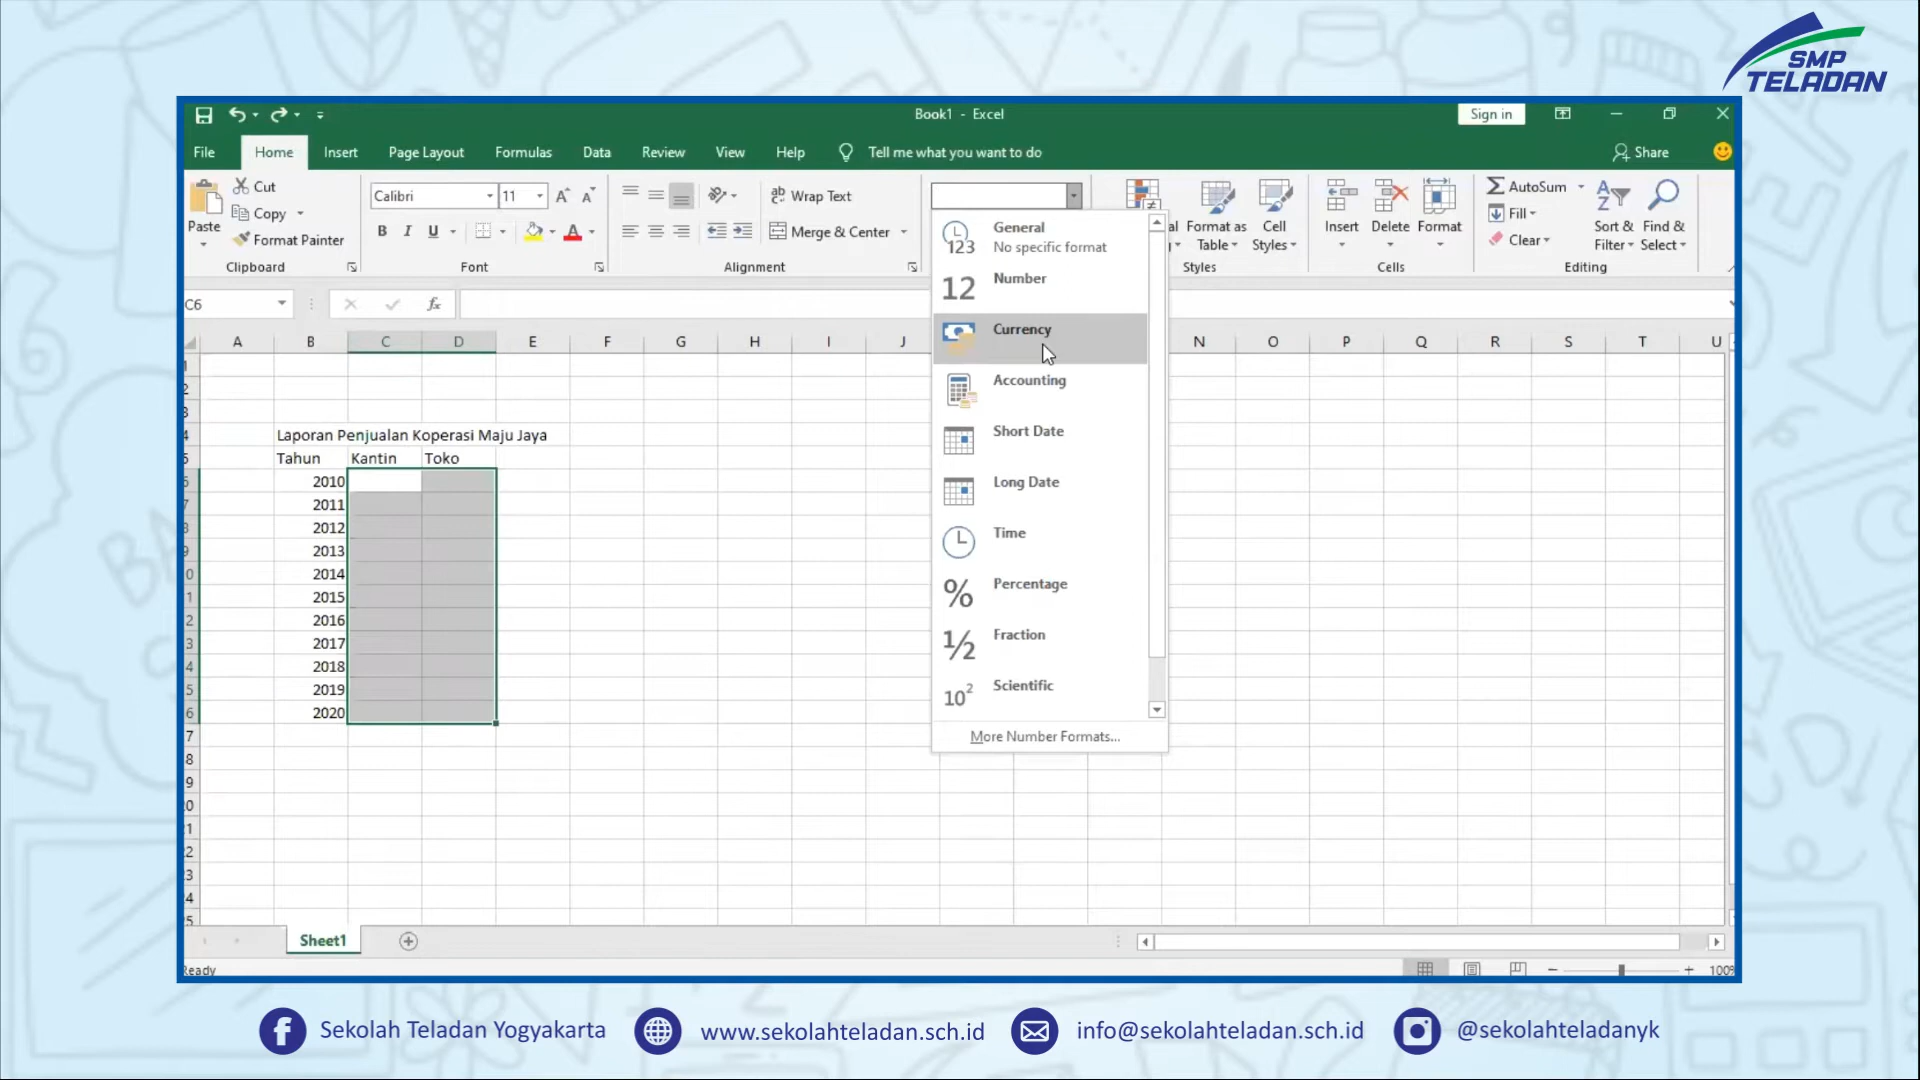 SMP
TELADAN
Book1 - Excel
Sign in
File Home Insert Page Layout Formulas Data Review View Help Tell me what you want to do Share
Paste
Cut
Copy
Format Painter
Clipboard
Calibri 11
B I U
Font
Wrap Text
Merge & Center
Alignment
Format as
Table
Cell
Styles
Styles
Insert Delete Format
Cells
AutoSum
Fill
Clear
Sort &
Filter
Find &
Select
Editing
General
No specific format
12 Number
Currency
Accounting
Short Date
Long Date
Time
% Percentage
½ Fraction
10² Scientific
More Number Formats...
C6 fx
A B C D E F G H I J N O P Q R S T U
Laporan Penjualan Koperasi Maju Jaya
Tahun Kantin Toko
2010
2011
2012
2013
2014
2015
2016
2017
2018
2019
2020
Sheet1
Ready
100%
Sekolah Teladan Yogyakarta
www.sekolahteladan.sch.id
info@sekolahteladan.sch.id
@sekolahteladanyk